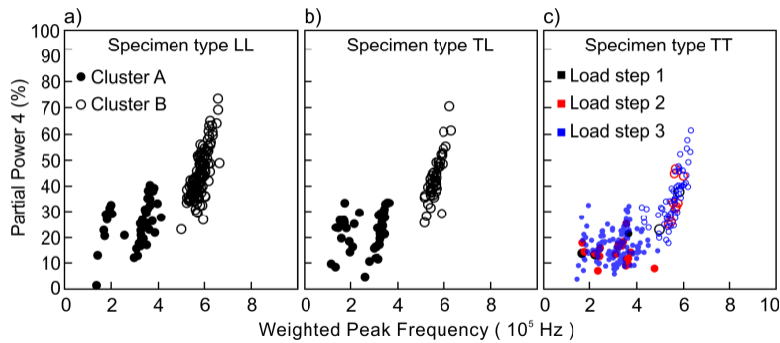 a)
b)
c)
Specimen type LL
Specimen type TL
Specimen type TT
Cluster A
Cluster B
Load step 1
Load step 2
Load step 3
Partial Power 4 (%)
100
90
80
70
60
50
40
30
20
10
0
0 2 4 6 8
0 2 4 6 8
0 2 4 6 8 10
Weighted Peak Frequency ( 10⁵ Hz )